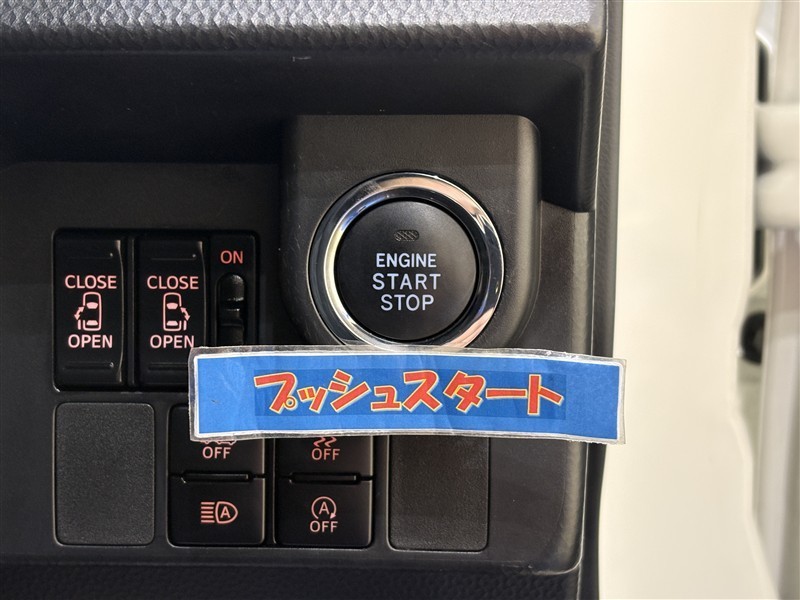 ENGINE
START
STOP
ON
CLOSE
OPEN
CLOSE
OPEN
プッシュスタート
OFF
OFF
A
A
OFF